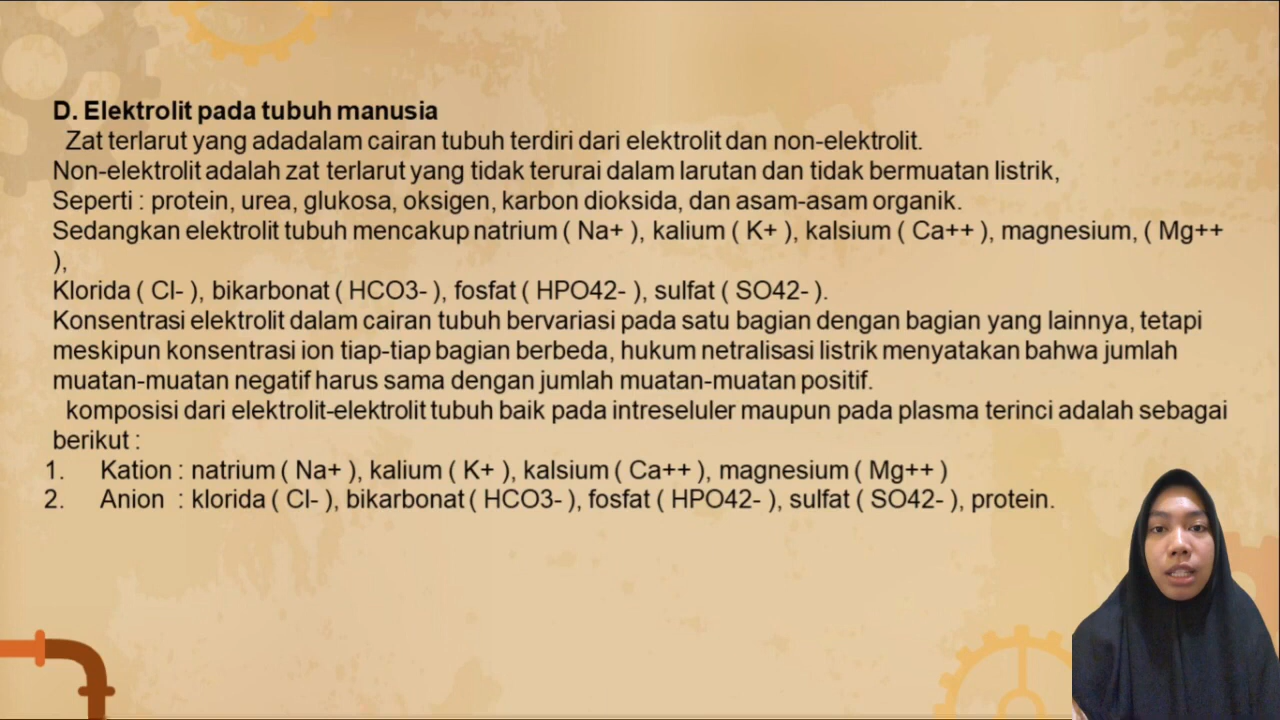 D. Elektrolit pada tubuh manusia
Zat terlarut yang adadalam cairan tubuh terdiri dari elektrolit dan non-elektrolit.
Non-elektrolit adalah zat terlarut yang tidak terurai dalam larutan dan tidak bermuatan listrik,
Seperti : protein, urea, glukosa, oksigen, karbon dioksida, dan asam-asam organik.
Sedangkan elektrolit tubuh mencakup natrium ( Na+ ), kalium ( K+ ), kalsium ( Ca++ ), magnesium, ( Mg++
),
Klorida ( Cl- ), bikarbonat ( HCO3- ), fosfat ( HPO42- ), sulfat ( SO42- ).
Konsentrasi elektrolit dalam cairan tubuh bervariasi pada satu bagian dengan bagian yang lainnya, tetapi
meskipun konsentrasi ion tiap-tiap bagian berbeda, hukum netralisasi listrik menyatakan bahwa jumlah
muatan-muatan negatif harus sama dengan jumlah muatan-muatan positif.
komposisi dari elektrolit-elektrolit tubuh baik pada intreseluler maupun pada plasma terinci adalah sebagai
berikut :
1. Kation : natrium ( Na+ ), kalium ( K+ ), kalsium ( Ca++ ), magnesium ( Mg++ )
2. Anion : klorida ( Cl- ), bikarbonat ( HCO3- ), fosfat ( HPO42- ), sulfat ( SO42- ), protein.